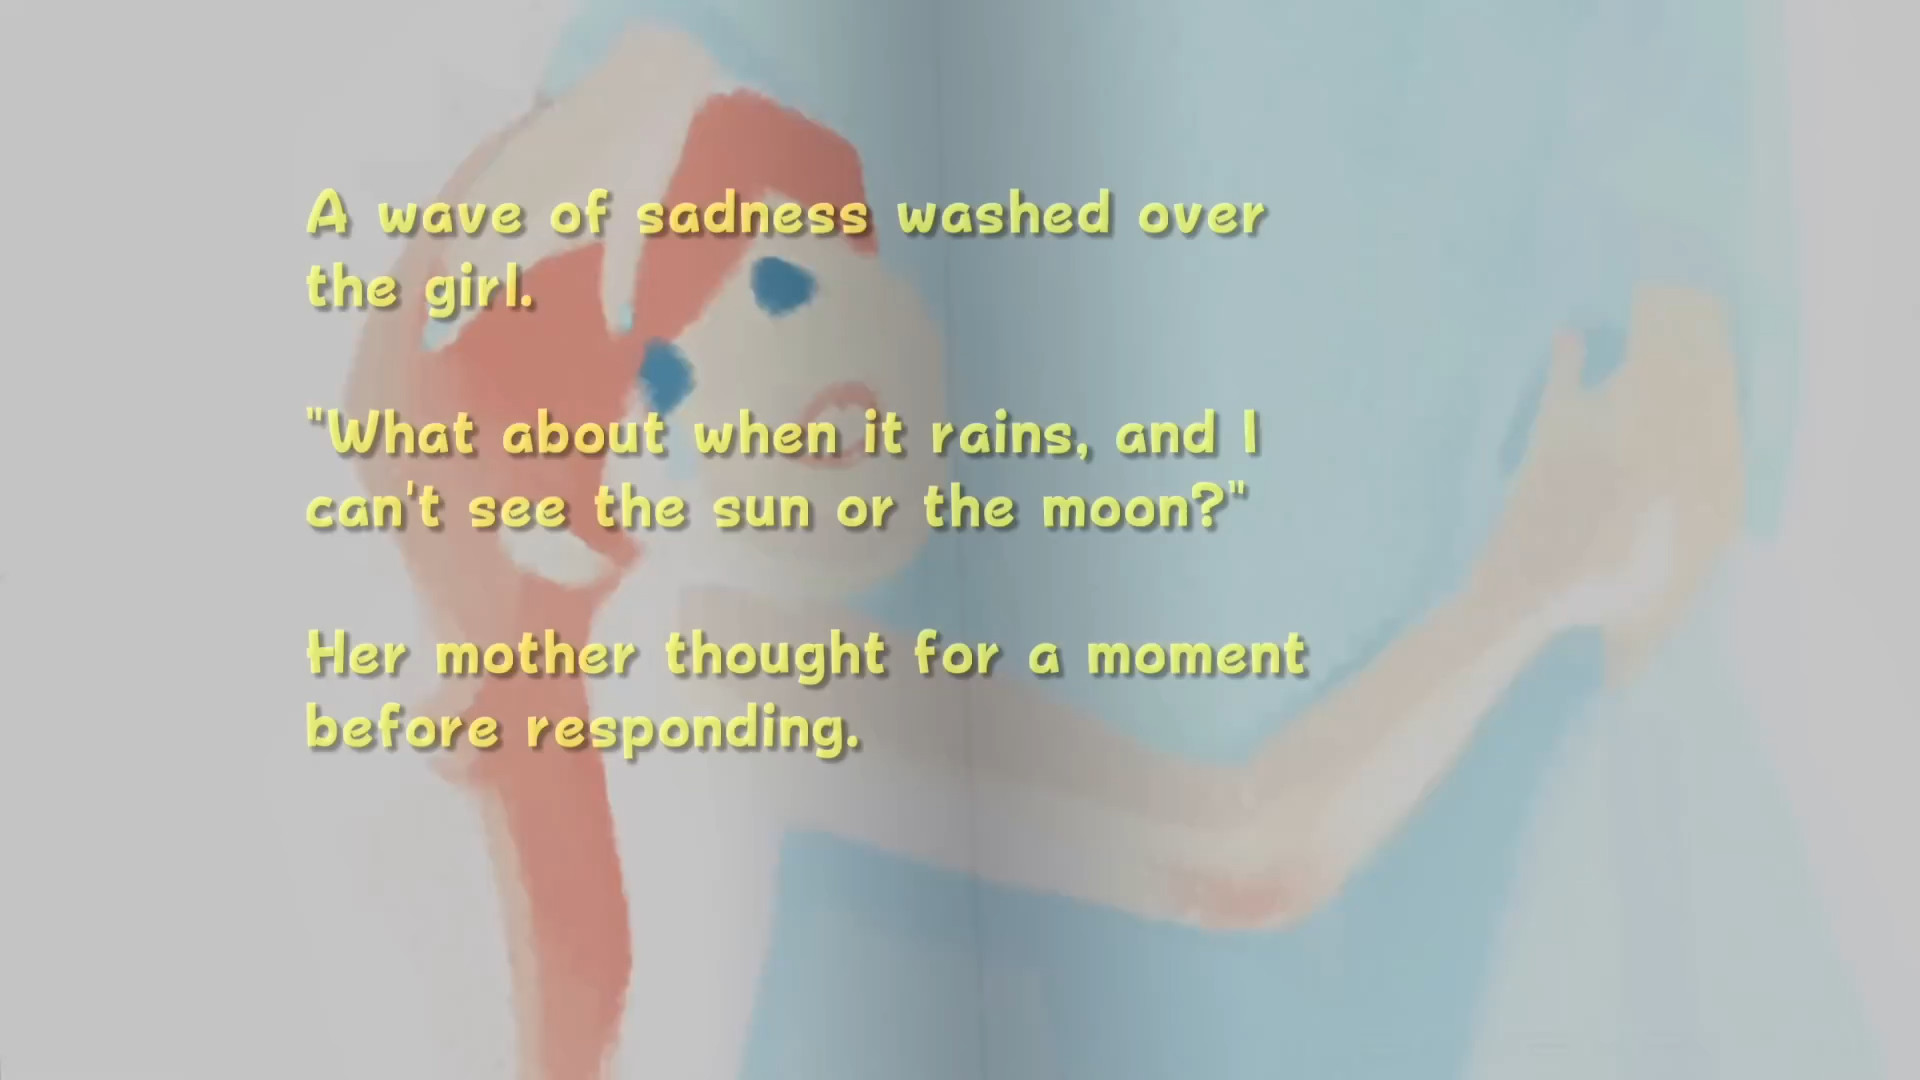 A wave of sadness washed over
the girl.
"What about when it rains, and I
can't see the sun or the moon?"
Her mother thought for a moment
before responding.